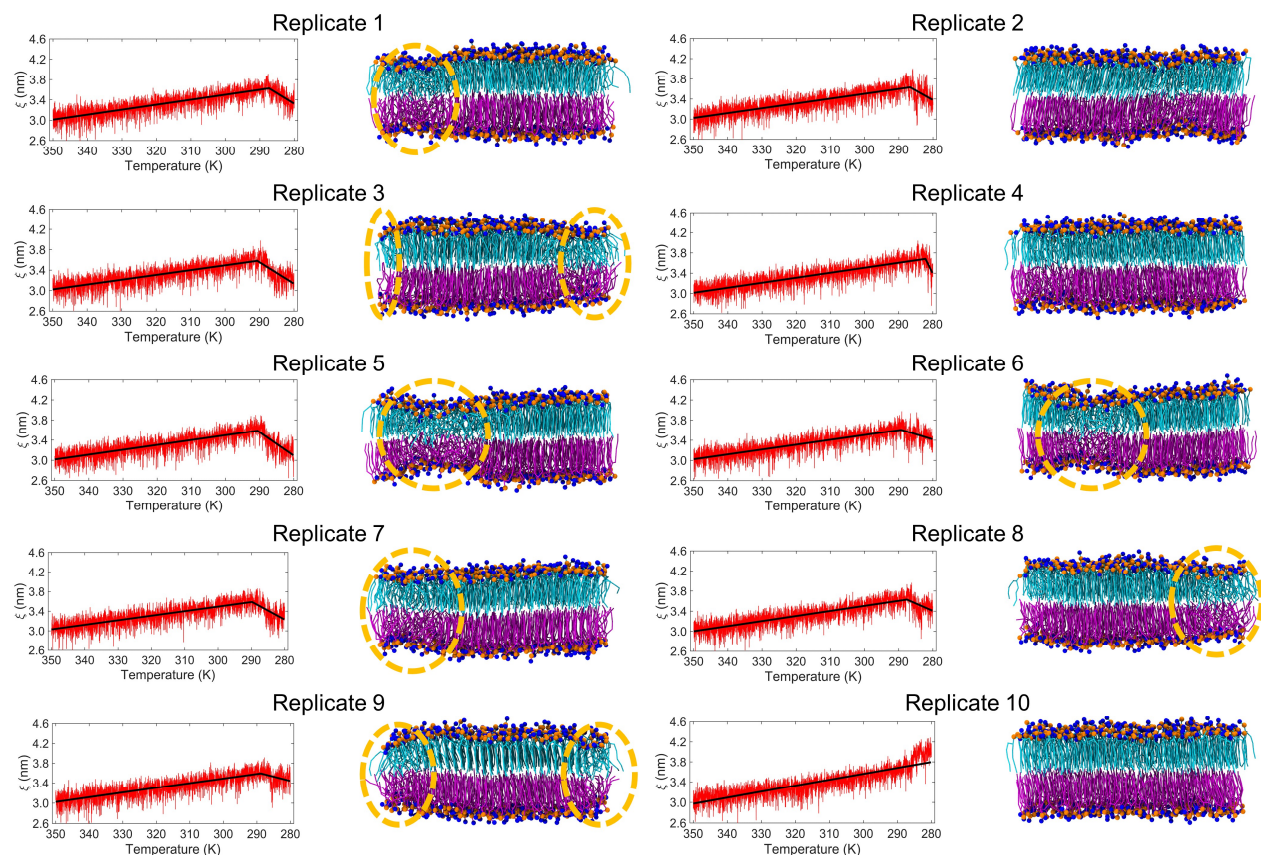 Replicate 1
4.6
3.8
3.4
3.0
2.6
ξ (nm)
350 340 330 320 310 300 290 280
Temperature (K)
Replicate 2
4.6
3.8
3.4
3.0
2.6
ξ (nm)
350 340 330 320 310 300 290 280
Temperature (K)
Replicate 3
4.6
4.2
3.8
3.4
3.0
2.6
ξ (nm)
350 340 330 320 310 300 290 280
Temperature (K)
Replicate 4
4.6
4.2
3.8
3.4
3.0
2.6
ξ (nm)
350 340 330 320 310 300 290 280
Temperature (K)
Replicate 5
4.6
4.2
3.8
3.4
3.0
2.6
ξ (nm)
350 340 330 320 310 300 290 280
Temperature (K)
Replicate 6
4.6
4.2
3.8
3.4
3.0
2.6
ξ (nm)
350 340 330 320 310 300 290 280
Temperature (K)
Replicate 7
4.6
4.2
3.8
3.4
3.0
2.6
ξ (nm)
350 340 330 320 310 300 290 280
Temperature (K)
Replicate 8
4.6
4.2
3.8
3.4
3.0
2.6
ξ (nm)
350 340 330 320 310 300 290 280
Temperature (K)
Replicate 9
4.6
4.2
3.8
3.4
3.0
2.6
ξ (nm)
350 340 330 320 310 300 290 280
Temperature (K)
Replicate 10
4.6
4.2
3.8
3.4
3.0
2.6
ξ (nm)
350 340 330 320 310 300 290 280
Temperature (K)